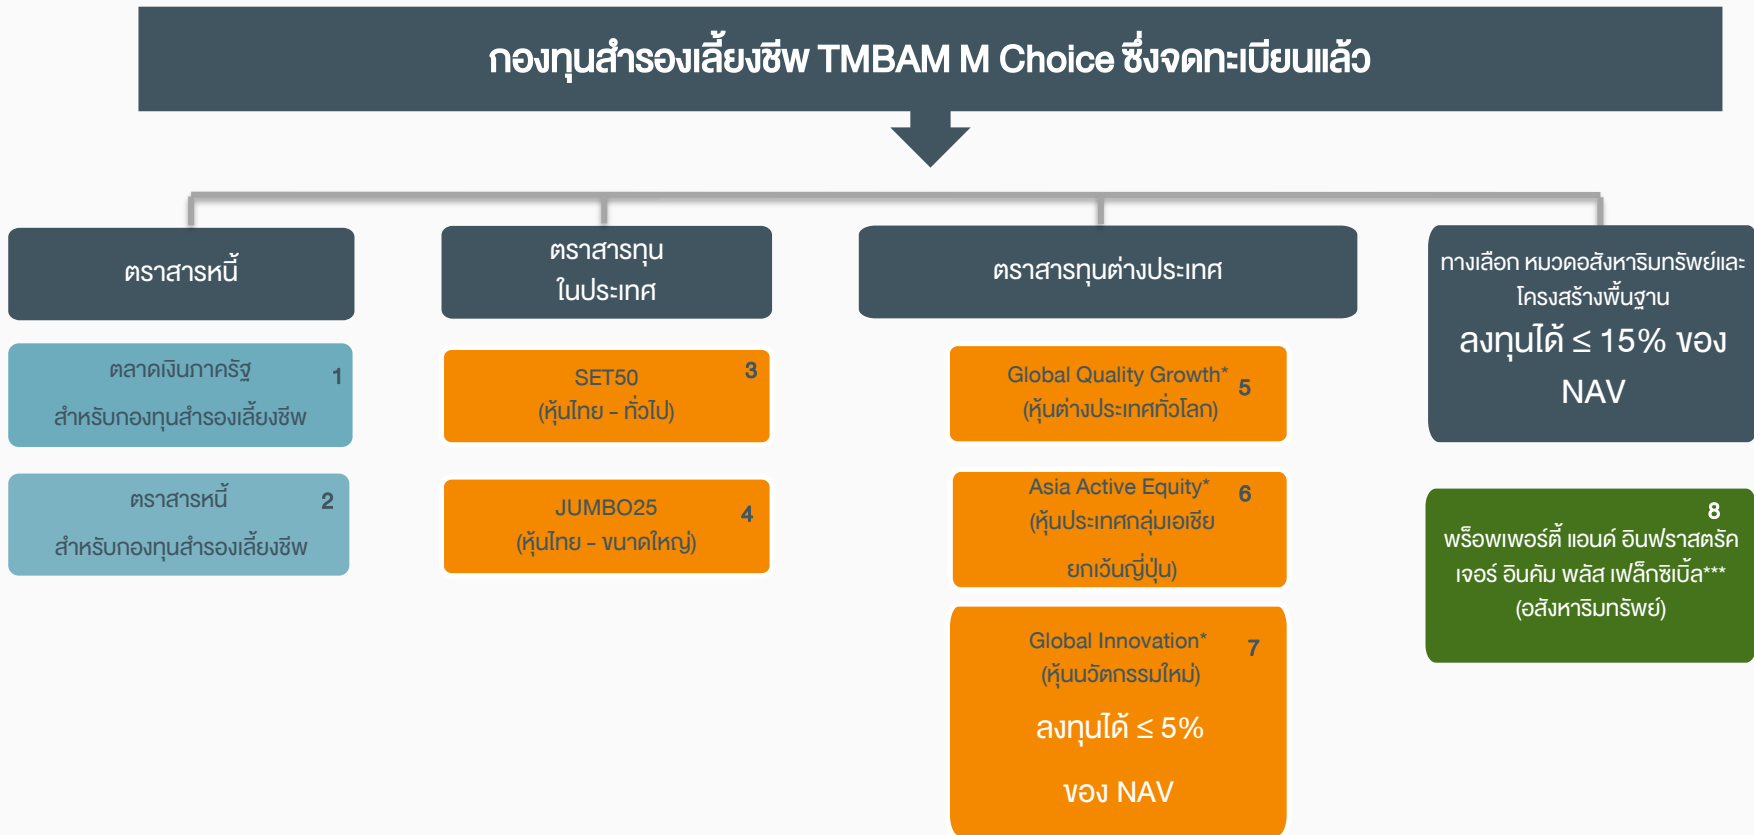 กองทุนสำรองเลี้ยงชีพ TMBAM M Choice ซึ่งจดทะเบียนแล้ว
ตราสารหนี้
ตลาดเงินภาครัฐ
สำหรับกองทุนสำรองเลี้ยงชีพ
1
ตราสารหนี้
สำหรับกองทุนสำรองเลี้ยงชีพ
2
ตราสารทุน
ในประเทศ
SET50
(หุ้นไทย - ทั่วไป)
3
JUMBO25
(หุ้นไทย - ขนาดใหญ่)
4
ตราสารทุนต่างประเทศ
Global Quality Growth*
(หุ้นต่างประเทศทั่วโลก)
5
Asia Active Equity*
(หุ้นประเทศกลุ่มเอเชีย
ยกเว้นญี่ปุ่น)
6
Global Innovation*
(หุ้นนวัตกรรมใหม่)
7
ลงทุนได้ ≤ 5%
ของ NAV
ทางเลือก หมวดอสังหาริมทรัพย์และ
โครงสร้างพื้นฐาน
ลงทุนได้ ≤ 15% ของ
NAV
8
พร็อพเพอร์ตี้ แอนด์ อินฟราสตรัค
เจอร์ อินคัม พลัส เฟล็กซิเบิ้ล***
(อสังหาริมทรัพย์)